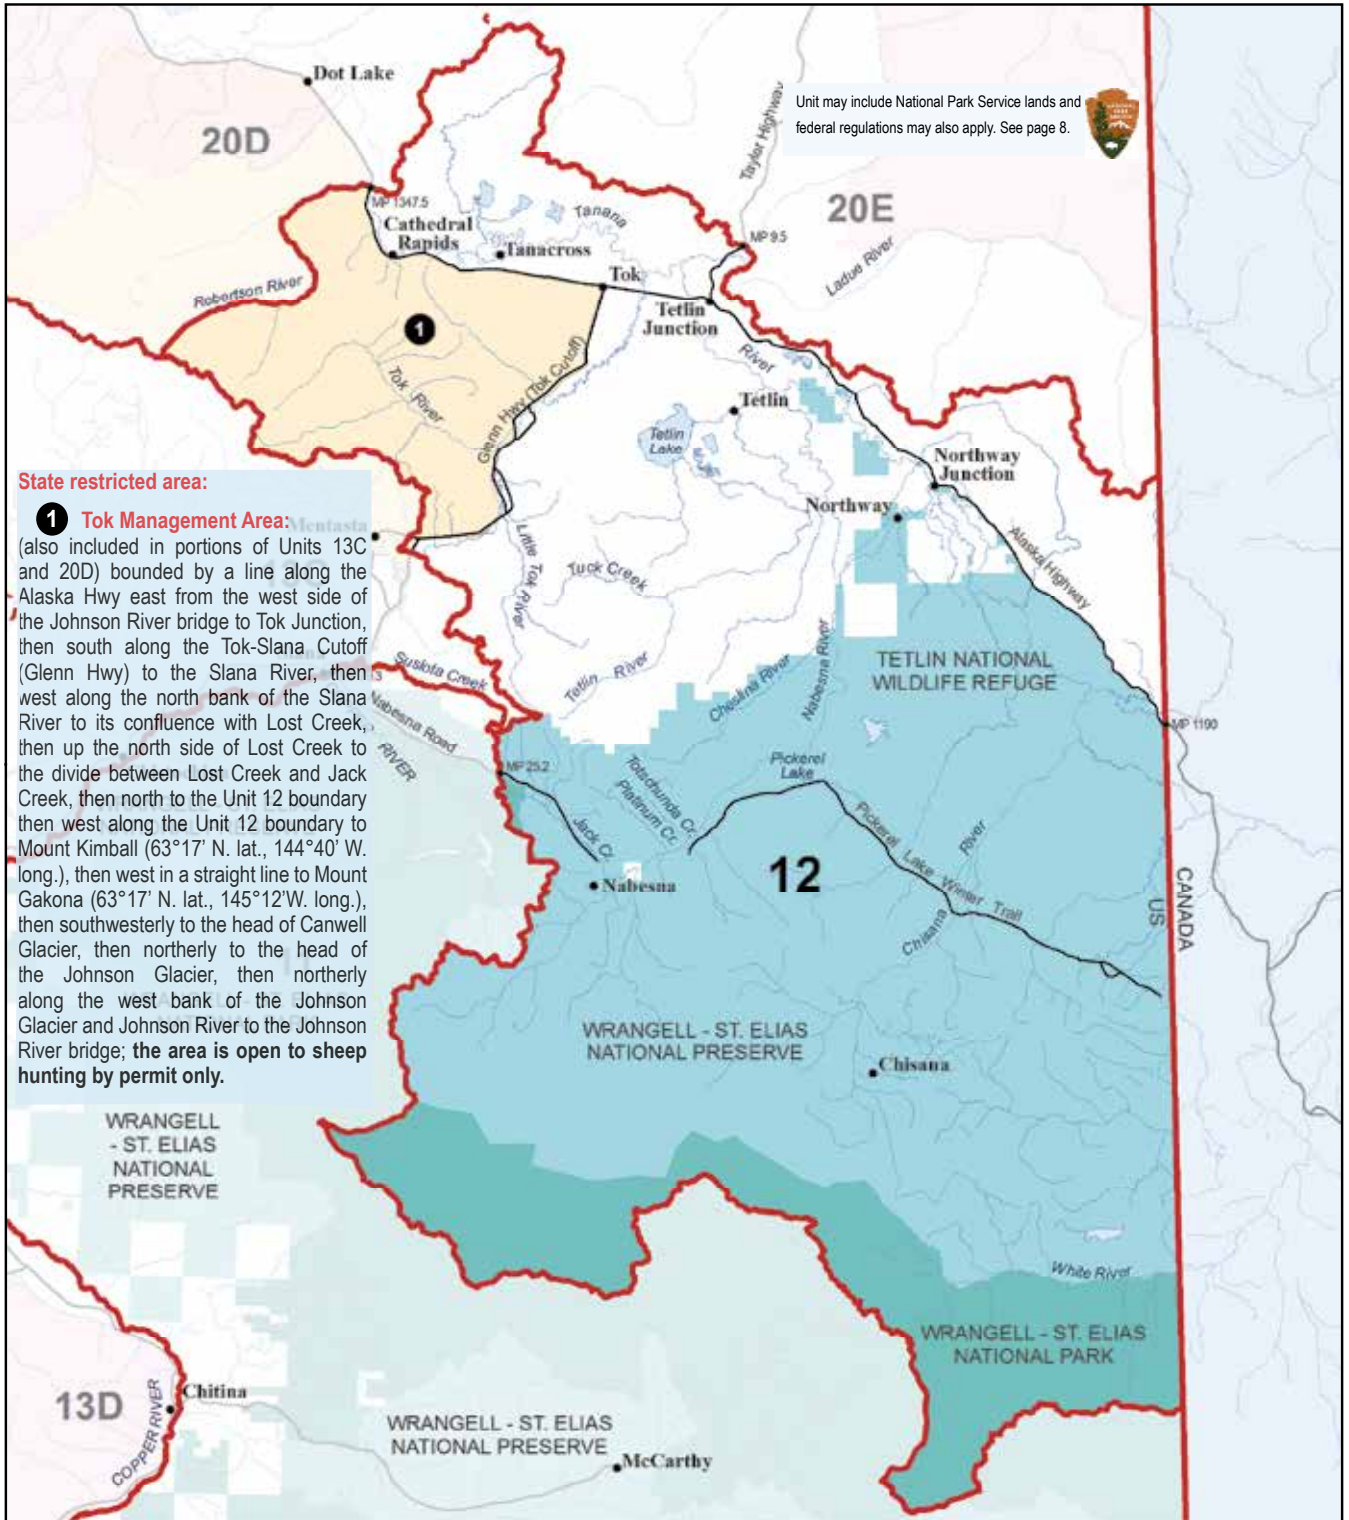 Dot Lake
20D
Unit may include National Park Service lands and
federal regulations may also apply. See page 8.
Taylor Highway
20E
MP 1347.5
Cathedral
Rapids
Tanana
Tanacross
MP 9.5
Ladue River
Robertson River
Tok
Tetlin
Junction
1
River
Tok River
Glenn Hwy (Tok Cutoff)
Tetlin
Tetlin
Lake
Northway
Junction
Northway
State restricted area:
1 Tok Management Area:
(also included in portions of Units 13C
and 20D) bounded by a line along the
Alaska Hwy east from the west side of
the Johnson River bridge to Tok Junction,
then south along the Tok-Slana Cutoff
(Glenn Hwy) to the Slana River, then
west along the north bank of the Slana
River to its confluence with Lost Creek,
then up the north side of Lost Creek to
the divide between Lost Creek and Jack
Creek, then north to the Unit 12 boundary
then west along the Unit 12 boundary to
Mount Kimball (63°17’ N. lat., 144°40’ W.
long.), then west in a straight line to Mount
Gakona (63°17’ N. lat., 145°12’W. long.),
then southwesterly to the head of Canwell
Glacier, then northerly to the head of
the Johnson Glacier, then northerly
along the west bank of the Johnson
Glacier and Johnson River to the Johnson
River bridge; the area is open to sheep
hunting by permit only.
Mentasta
13C
Little Tok River
Tuck Creek
Alaska Highway
Suslota Creek
Tetlin River
Cheslina River
Nabesna River
TETLIN NATIONAL
WILDLIFE REFUGE
Nabesna Road
RIVER
MP 25.2
MP 1190
Totschunda Cr.
Platinum Cr.
Pickerel
Lake
Jack Cr.
Nabesna
12
Pickerel Lake Winter Trail
Chisana River
US
CANADA
WRANGELL - ST. ELIAS
NATIONAL PRESERVE
Chisana
WRANGELL
- ST. ELIAS
NATIONAL
PRESERVE
White River
WRANGELL - ST. ELIAS
NATIONAL PARK
13D
Chitina
COPPER RIVER
WRANGELL - ST. ELIAS
NATIONAL PRESERVE
McCarthy